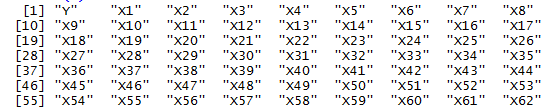 [1] "Y" "X1" "X2" "X3" "X4" "X5" "X6" "X7" "X8"
[10] "X9" "X10" "X11" "X12" "X13" "X14" "X15" "X16" "X17"
[19] "X18" "X19" "X20" "X21" "X22" "X23" "X24" "X25" "X26"
[28] "X27" "X28" "X29" "X30" "X31" "X32" "X33" "X34" "X35"
[37] "X36" "X37" "X38" "X39" "X40" "X41" "X42" "X43" "X44"
[46] "X45" "X46" "X47" "X48" "X49" "X50" "X51" "X52" "X53"
[55] "X54" "X55" "X56" "X57" "X58" "X59" "X60" "X61" "X62"